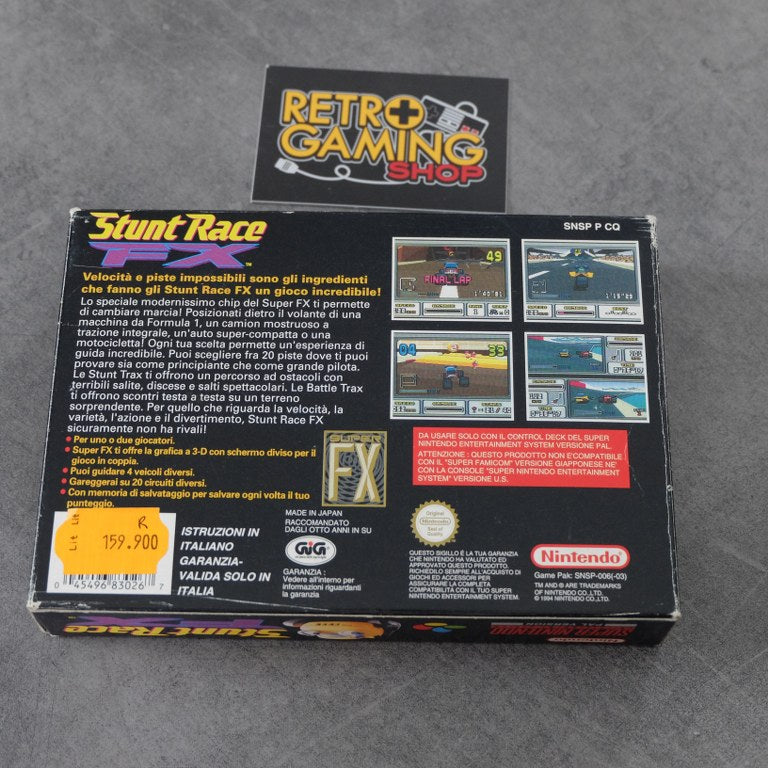 RETRO
GAMING
SHOP
Stunt Race
FX™
SNSP P CQ
Velocità e piste impossibili sono gli ingredienti
che fanno gli Stunt Race FX un gioco incredibile!
Lo speciale modernissimo chip del Super FX ti permette
di cambiare marcia! Posizionati dietro il volante di una
macchina da Formula 1, un camion mostruoso a
trazione integrale, un'auto super-compatta o una
motocicletta! Ogni tua scelta permette un'esperienza di
guida incredibile. Puoi scegliere fra 20 piste dove ti puoi
provare sia come principiante che come grande pilota.
Le Stunt Trax ti offrono un percorso ad ostacoli con
terribili salite, discese e salti spettacolari. Le Battle Trax
ti offrono scontri testa a testa su un terreno
sorprendente. Per quello che riguarda la velocità, la
varietà, l'azione e il divertimento, Stunt Race FX
sicuramente non ha rivali!
• Per uno o due giocatori.
• Super FX ti offre la grafica a 3-D con schermo diviso per il
gioco in coppia.
• Puoi guidare 4 veicoli diversi.
• Gareggerai su 20 circuiti diversi.
• Con memoria di salvataggio per salvare ogni volta il tuo
punteggio.
49
FINAL LAP
04
39
SUPER
FX
DA USARE SOLO CON IL CONTROL DECK DEL SUPER
NINTENDO ENTERTAINMENT SYSTEM VERSIONE PAL.
ATTENZIONE : QUESTO PRODOTTO NON E'COMPATIBILE
CON IL "SUPER FAMICOM" VERSIONE GIAPPONESE NE'
CON LA CONSOLE "SUPER NINTENDO ENTERTAINMENT
SYSTEM" VERSIONE U.S.
Lit
R
159.900
0 45496 83026 7
ISTRUZIONI IN
ITALIANO
GARANZIA-
VALIDA SOLO IN
ITALIA
MADE IN JAPAN
RACCOMANDATO
DAGLI OTTO ANNI IN SU
GIG
GARANZIA :
Vedere all'interno per
informazioni riguardanti
la garanzia
Original
Nintendo
Seal of
Quality
QUESTO SIGILLO È LA TUA GARANZIA
CHE NINTENDO HA VALUTATO ED
APPROVATO QUESTO PRODOTTO.
RICHIEDILO SEMPRE ALL'ACQUISTO DI
GIOCHI ED ACCESSORI PER
ASSICURARE LA COMPLETA
COMPATIBILITÀ CON IL TUO SUPER
NINTENDO ENTERTAINMENT SYSTEM.
Nintendo®
Game Pak: SNSP-006(-03)
TM AND ® ARE TRADEMARKS
OF NINTENDO CO.,LTD.
© 1994 NINTENDO CO.,LTD.
Stunt Race
FX
SUPER NINTENDO
PAL VERSION
Nintendo